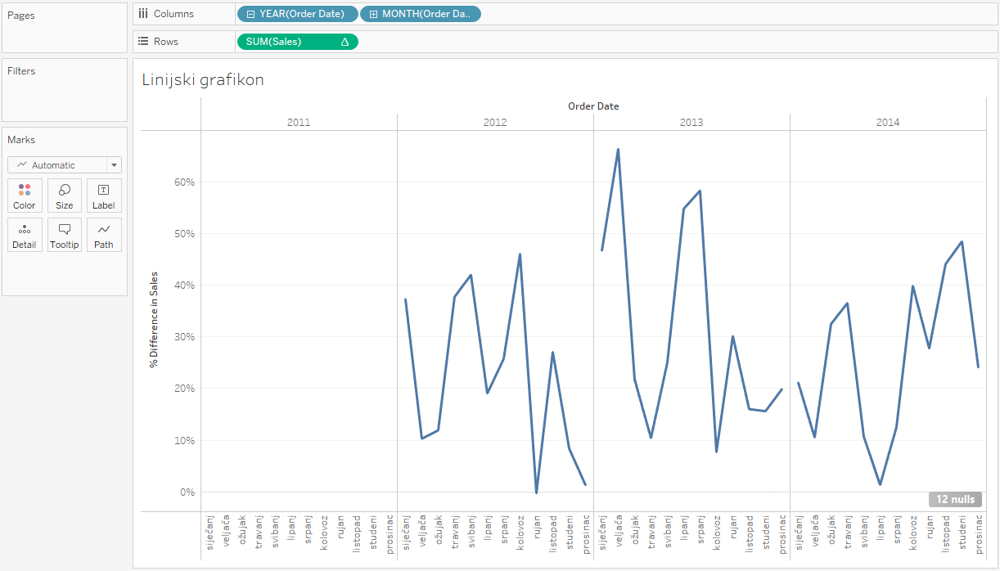 Pages
Columns
YEAR(Order Date)
MONTH(Order Da..
Rows
SUM(Sales)
Filters
Marks
Automatic
Color
Size
Label
Detail
Tooltip
Path
Linijski grafikon
Order Date
2011
2012
2013
2014
% Difference in Sales
60%
50%
40%
30%
20%
10%
0%
12 nulls
siječanj
veljača
ožujak
travanj
svibanj
lipanj
srpanj
kolovoz
rujan
listopad
studeni
prosinac
siječanj
veljača
ožujak
travanj
svibanj
lipanj
srpanj
kolovoz
rujan
listopad
studeni
prosinac
siječanj
veljača
ožujak
travanj
svibanj
lipanj
srpanj
kolovoz
rujan
listopad
studeni
prosinac
siječanj
veljača
ožujak
travanj
svibanj
lipanj
srpanj
kolovoz
rujan
listopad
studeni
prosinac